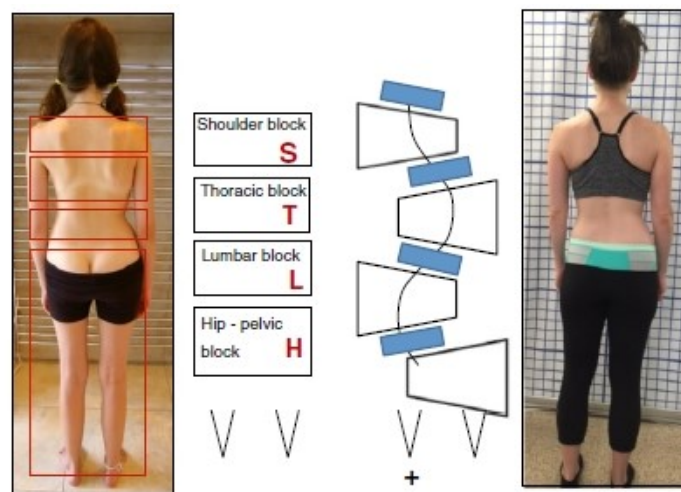 Shoulder block
S
Thoracic block
T
Lumbar block
L
Hip - pelvic
block H
+